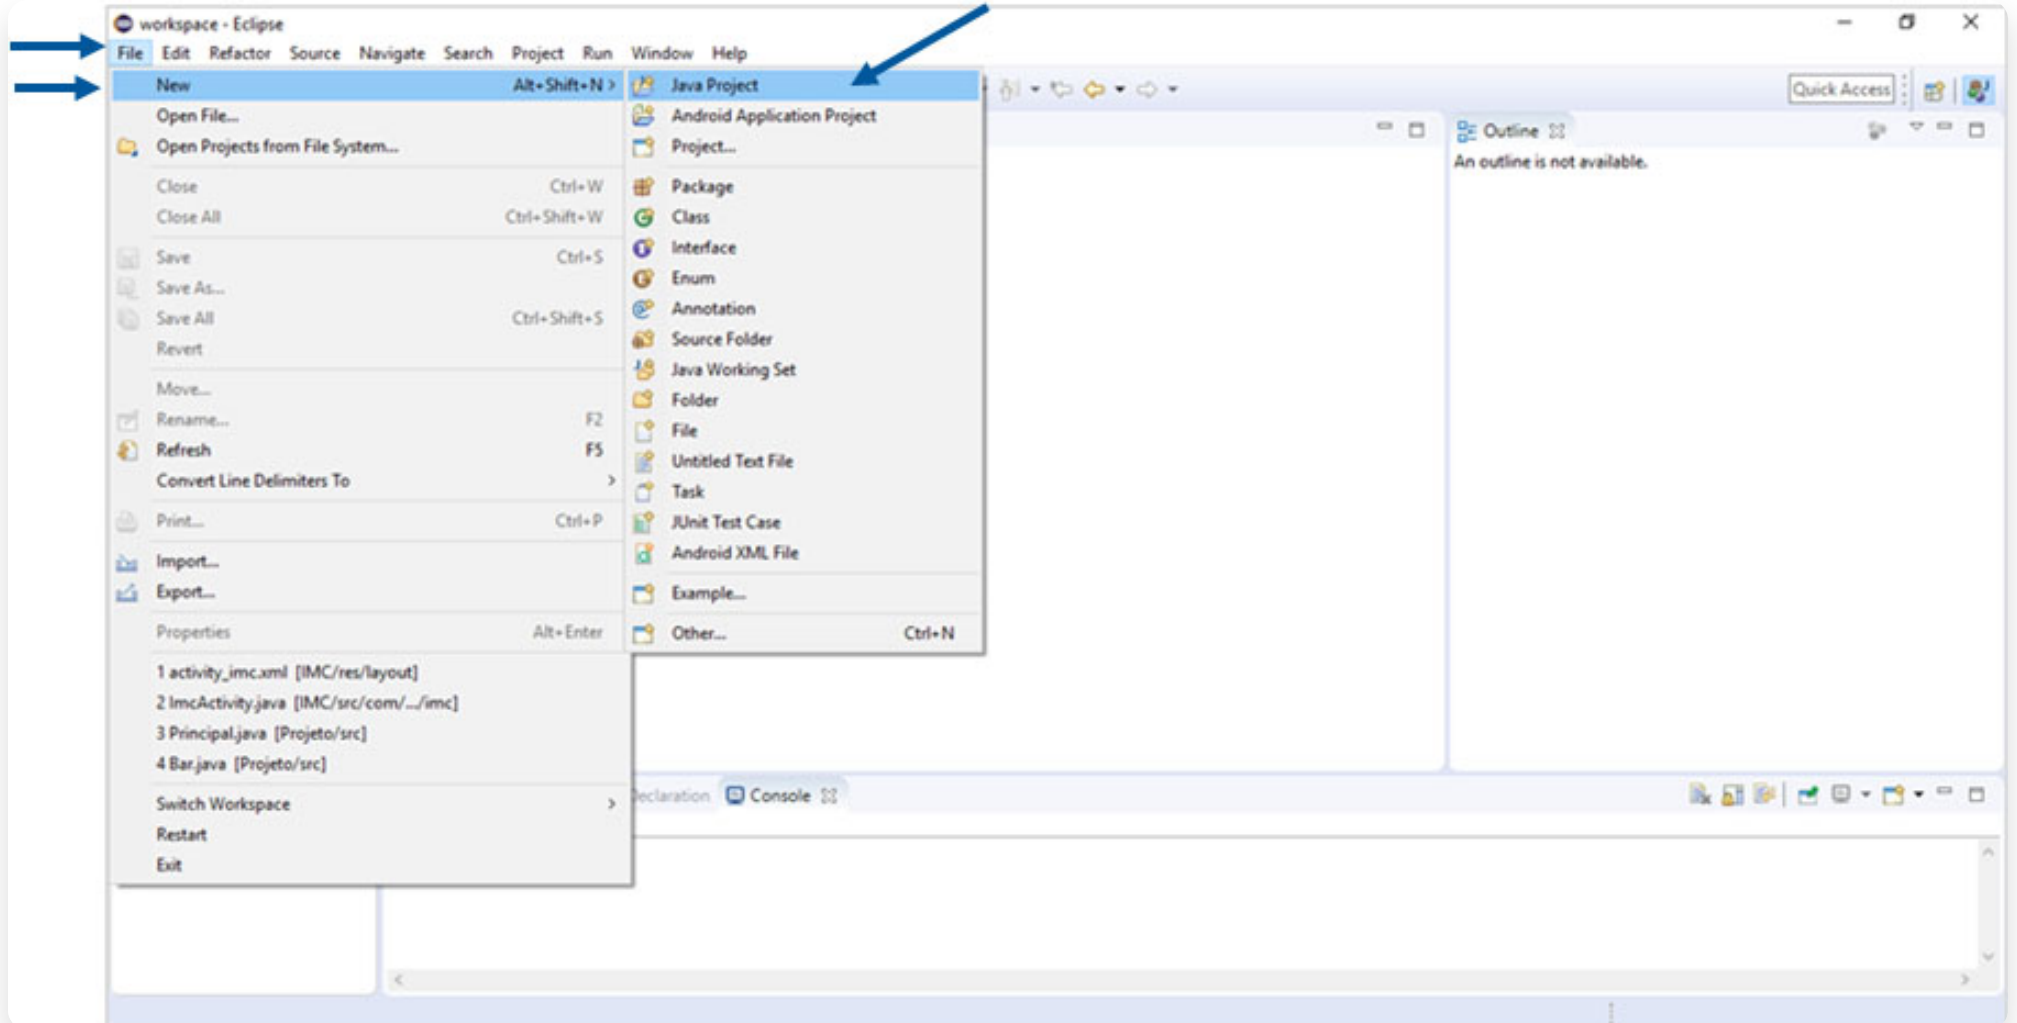 workspace - Eclipse
File Edit Refactor Source Navigate Search Project Run Window Help
New Alt+Shift+N >
Open File...
Open Projects from File System...
Close Ctrl+W
Close All Ctrl+Shift+W
Save Ctrl+S
Save As...
Save All Ctrl+Shift+S
Revert
Move...
Rename... F2
Refresh F5
Convert Line Delimiters To >
Print... Ctrl+P
Import...
Export...
Properties Alt+Enter
1 activity_imc.xml [IMC/res/layout]
2 ImcActivity.java [IMC/src/com/.../imc]
3 Principal.java [Projeto/src]
4 Bar.java [Projeto/src]
Switch Workspace >
Restart
Exit
Java Project
Android Application Project
Project...
Package
Class
Interface
Enum
Annotation
Source Folder
Java Working Set
Folder
File
Untitled Text File
Task
JUnit Test Case
Android XML File
Example...
Other... Ctrl+N
Quick Access
Outline
An outline is not available.
Declaration Console